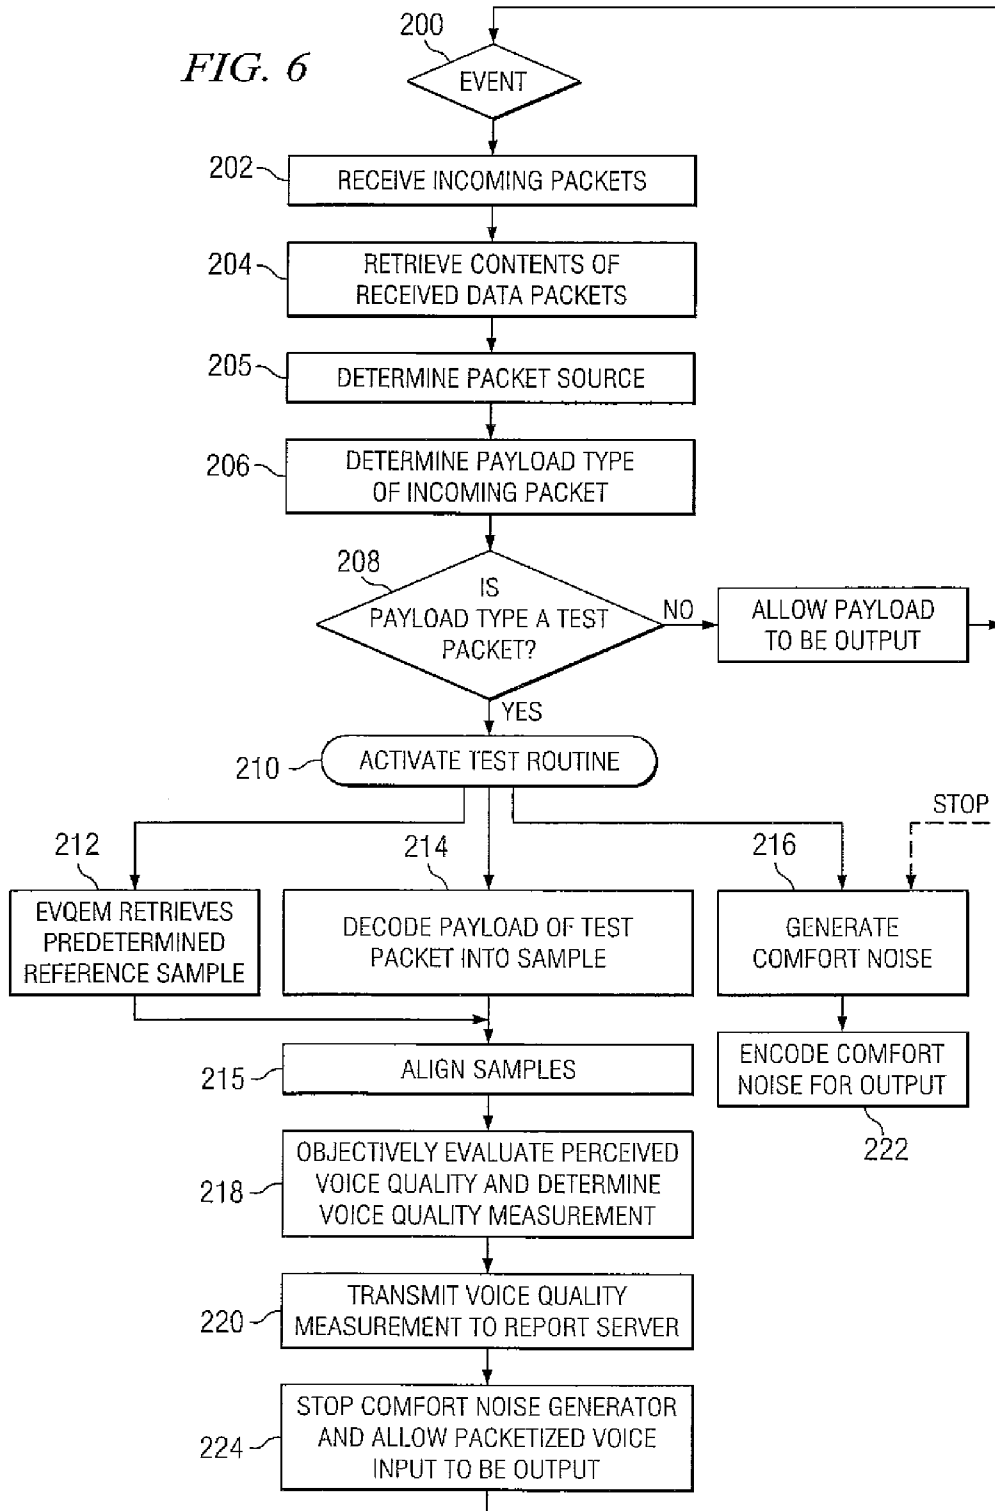 FIG. 6
200
EVENT
202
RECEIVE INCOMING PACKETS
204
RETRIEVE CONTENTS OF
RECEIVED DATA PACKETS
205
DETERMINE PACKET SOURCE
206
DETERMINE PAYLOAD TYPE
OF INCOMING PACKET
208
IS
PAYLOAD TYPE A TEST
PACKET?
NO
ALLOW PAYLOAD
TO BE OUTPUT
YES
210
ACTIVATE TEST ROUTINE
STOP
212
EVQEM RETRIEVES
PREDETERMINED
REFERENCE SAMPLE
214
DECODE PAYLOAD OF TEST
PACKET INTO SAMPLE
216
GENERATE
COMFORT NOISE
215
ALIGN SAMPLES
ENCODE COMFORT
NOISE FOR OUTPUT
222
218
OBJECTIVELY EVALUATE PERCEIVED
VOICE QUALITY AND DETERMINE
VOICE QUALITY MEASUREMENT
220
TRANSMIT VOICE QUALITY
MEASUREMENT TO REPORT SERVER
224
STOP COMFORT NOISE GENERATOR
AND ALLOW PACKETIZED VOICE
INPUT TO BE OUTPUT